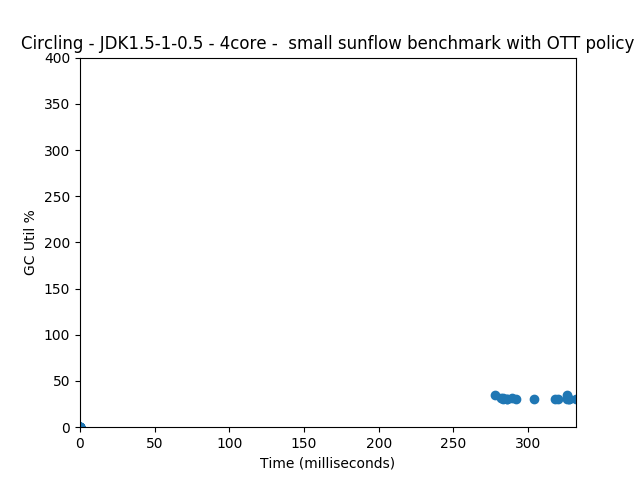 Circling - JDK1.5-1-0.5 - 4core -  small sunflow benchmark with OTT policy
400
350
300
250
200
150
100
50
0
GC Util %
0 50 100 150 200 250 300
Time (milliseconds)